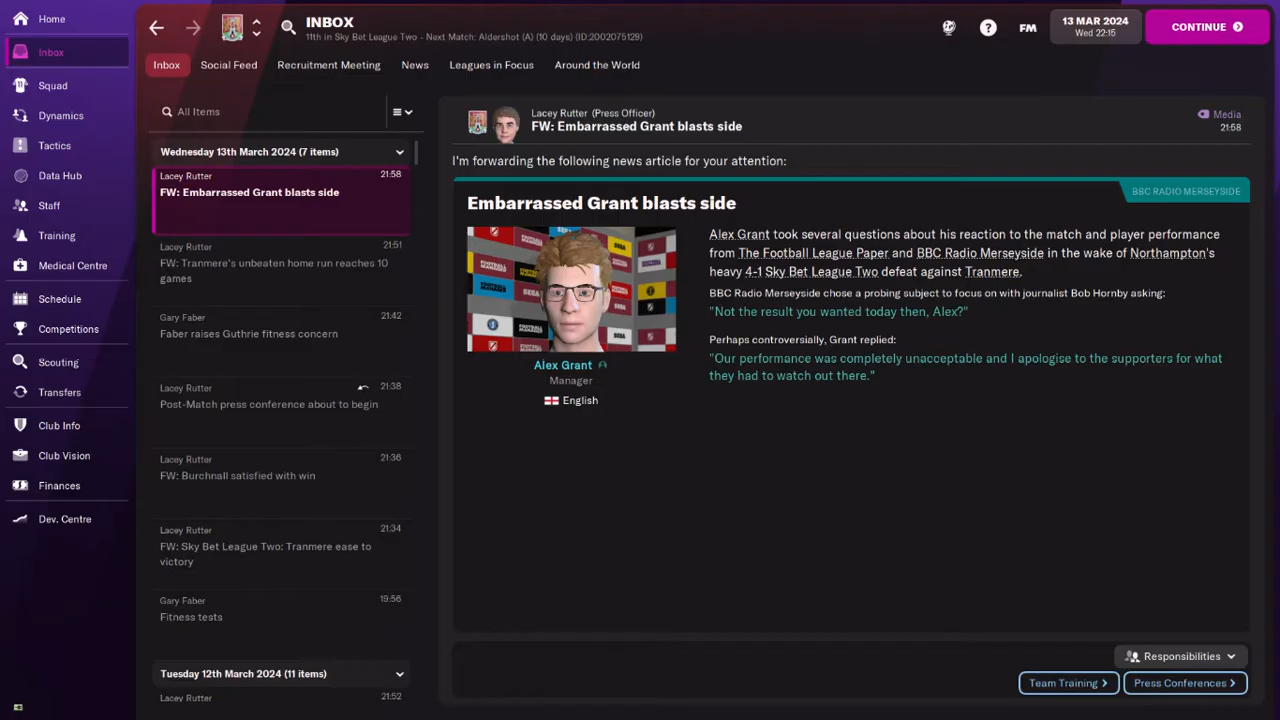 Home
Inbox
Squad
Dynamics
Tactics
Data Hub
Staff
Training
Medical Centre
Schedule
Competitions
Scouting
Transfers
Club Info
Club Vision
Finances
Dev. Centre
INBOX
11th in Sky Bet League Two - Next Match: Aldershot (A) (10 days) (ID:2002075129)
FM
13 MAR 2024
Wed 22:15
CONTINUE
Inbox
Social Feed
Recruitment Meeting
News
Leagues in Focus
Around the World
All Items
Wednesday 13th March 2024 (7 items)
Lacey Rutter 21:58
FW: Embarrassed Grant blasts side
Lacey Rutter 21:51
FW: Tranmere's unbeaten home run reaches 10
games
Gary Faber 21:42
Faber raises Guthrie fitness concern
Lacey Rutter 21:38
Post-Match press conference about to begin
Lacey Rutter 21:36
FW: Burchnall satisfied with win
Lacey Rutter 21:34
FW: Sky Bet League Two: Tranmere ease to
victory
Gary Faber 19:56
Fitness tests
Tuesday 12th March 2024 (11 items)
Lacey Rutter 21:52
Lacey Rutter (Press Officer)
FW: Embarrassed Grant blasts side
Media
21:58
I'm forwarding the following news article for your attention:
BBC RADIO MERSEYSIDE
Embarrassed Grant blasts side
Alex Grant
Manager
English
Alex Grant took several questions about his reaction to the match and player performance
from The Football League Paper and BBC Radio Merseyside in the wake of Northampton's
heavy 4-1 Sky Bet League Two defeat against Tranmere.
BBC Radio Merseyside chose a probing subject to focus on with journalist Bob Hornby asking:
"Not the result you wanted today then, Alex?"
Perhaps controversially, Grant replied:
"Our performance was completely unacceptable and I apologise to the supporters for what
they had to watch out there."
Responsibilities
Team Training
Press Conferences